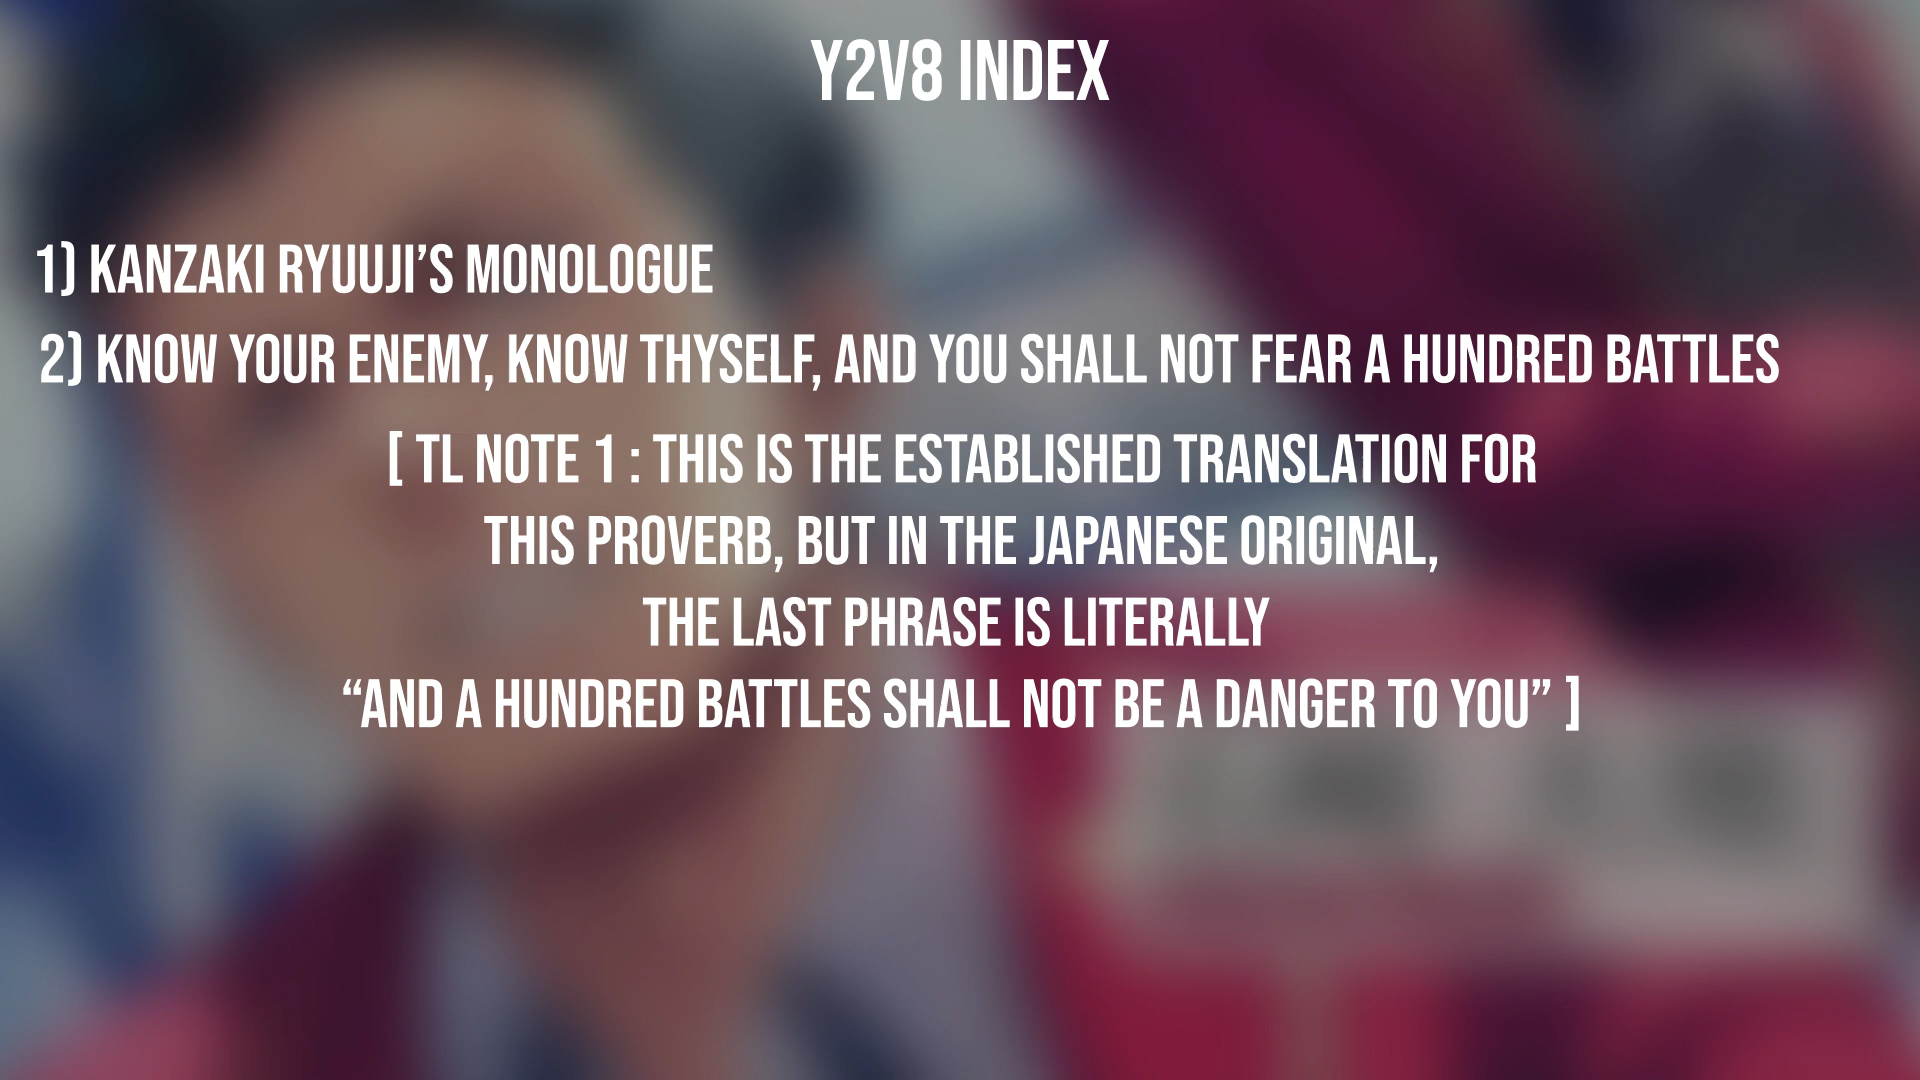 Y2V8 INDEX
1) KANZAKI RYUUJI’S MONOLOGUE
2) KNOW YOUR ENEMY, KNOW THYSELF, AND YOU SHALL NOT FEAR A HUNDRED BATTLES
[ TL NOTE 1 : THIS IS THE ESTABLISHED TRANSLATION FOR
THIS PROVERB, BUT IN THE JAPANESE ORIGINAL,
THE LAST PHRASE IS LITERALLY
“AND A HUNDRED BATTLES SHALL NOT BE A DANGER TO YOU” ]